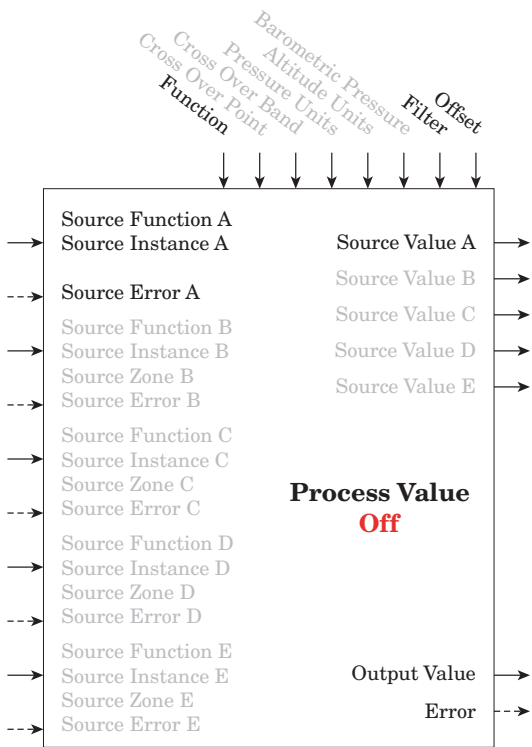 Function
Cross Over Point
Cross Over Band
Pressure Units
Altitude Units
Barometric Pressure
Filter
Offset
Source Function A
Source Instance A
Source Error A
Source Function B
Source Instance B
Source Zone B
Source Error B
Source Function C
Source Instance C
Source Zone C
Source Error C
Source Function D
Source Instance D
Source Zone D
Source Error D
Source Function E
Source Instance E
Source Zone E
Source Error E
Source Value A
Source Value B
Source Value C
Source Value D
Source Value E
Process Value
Off
Output Value
Error